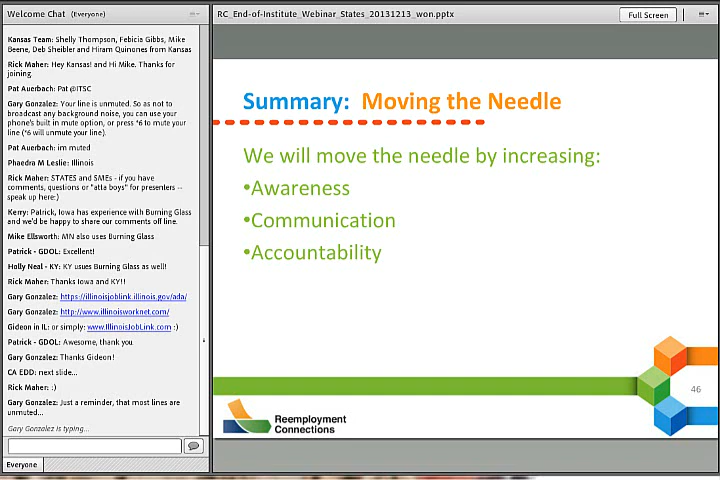 Welcome Chat (Everyone)
Kansas Team: Shelly Thompson, Febicia Gibbs, Mike
Beene, Deb Sheibler and Hiram Quinones from Kansas
Rick Maher: Hey Kansas! and Hi Mike. Thanks for
joining.
Pat Auerbach: Pat @ITSC
Gary Gonzalez: Your line is unmuted. So as not to
broadcast any background noise, you can use your
phone's built in mute option, or press *6 to mute your
line (*6 will unmute your line).
Pat Auerbach: im muted
Phaedra M Leslie: Illinois
Rick Maher: STATES and SMEs - if you have
comments, questions or "atta boys" for presenters --
speak up here:)
Kerry: Patrick, Iowa has experience with Burning Glass
and we'd be happy to share our comments off line.
Mike Ellsworth: MN also uses Burning Glass
Patrick - GDOL: Excellent!
Holly Neal - KY: KY usues Burning Glass as well!
Rick Maher: Thanks Iowa and KY!!
Gary Gonzalez: https://illinoisjoblink.illinois.gov/ada/
Gary Gonzalez: http://www.illinoisworknet.com/
Gideon in IL: or simply: www.IllinoisJobLink.com :)
Patrick - GDOL: Awesome, thank you
Gary Gonzalez: Thanks Gideon!
CA EDD: next slide...
Rick Maher: :)
Gary Gonzalez: Just a reminder, that most lines are
unmuted...
Gary Gonzalez is typing...
Everyone
RC_End-of-Institute_Webinar_States_20131213_won.pptx
Full Screen
Summary: Moving the Needle
We will move the needle by increasing:
•Awareness
•Communication
•Accountability
46
Reemployment
Connections